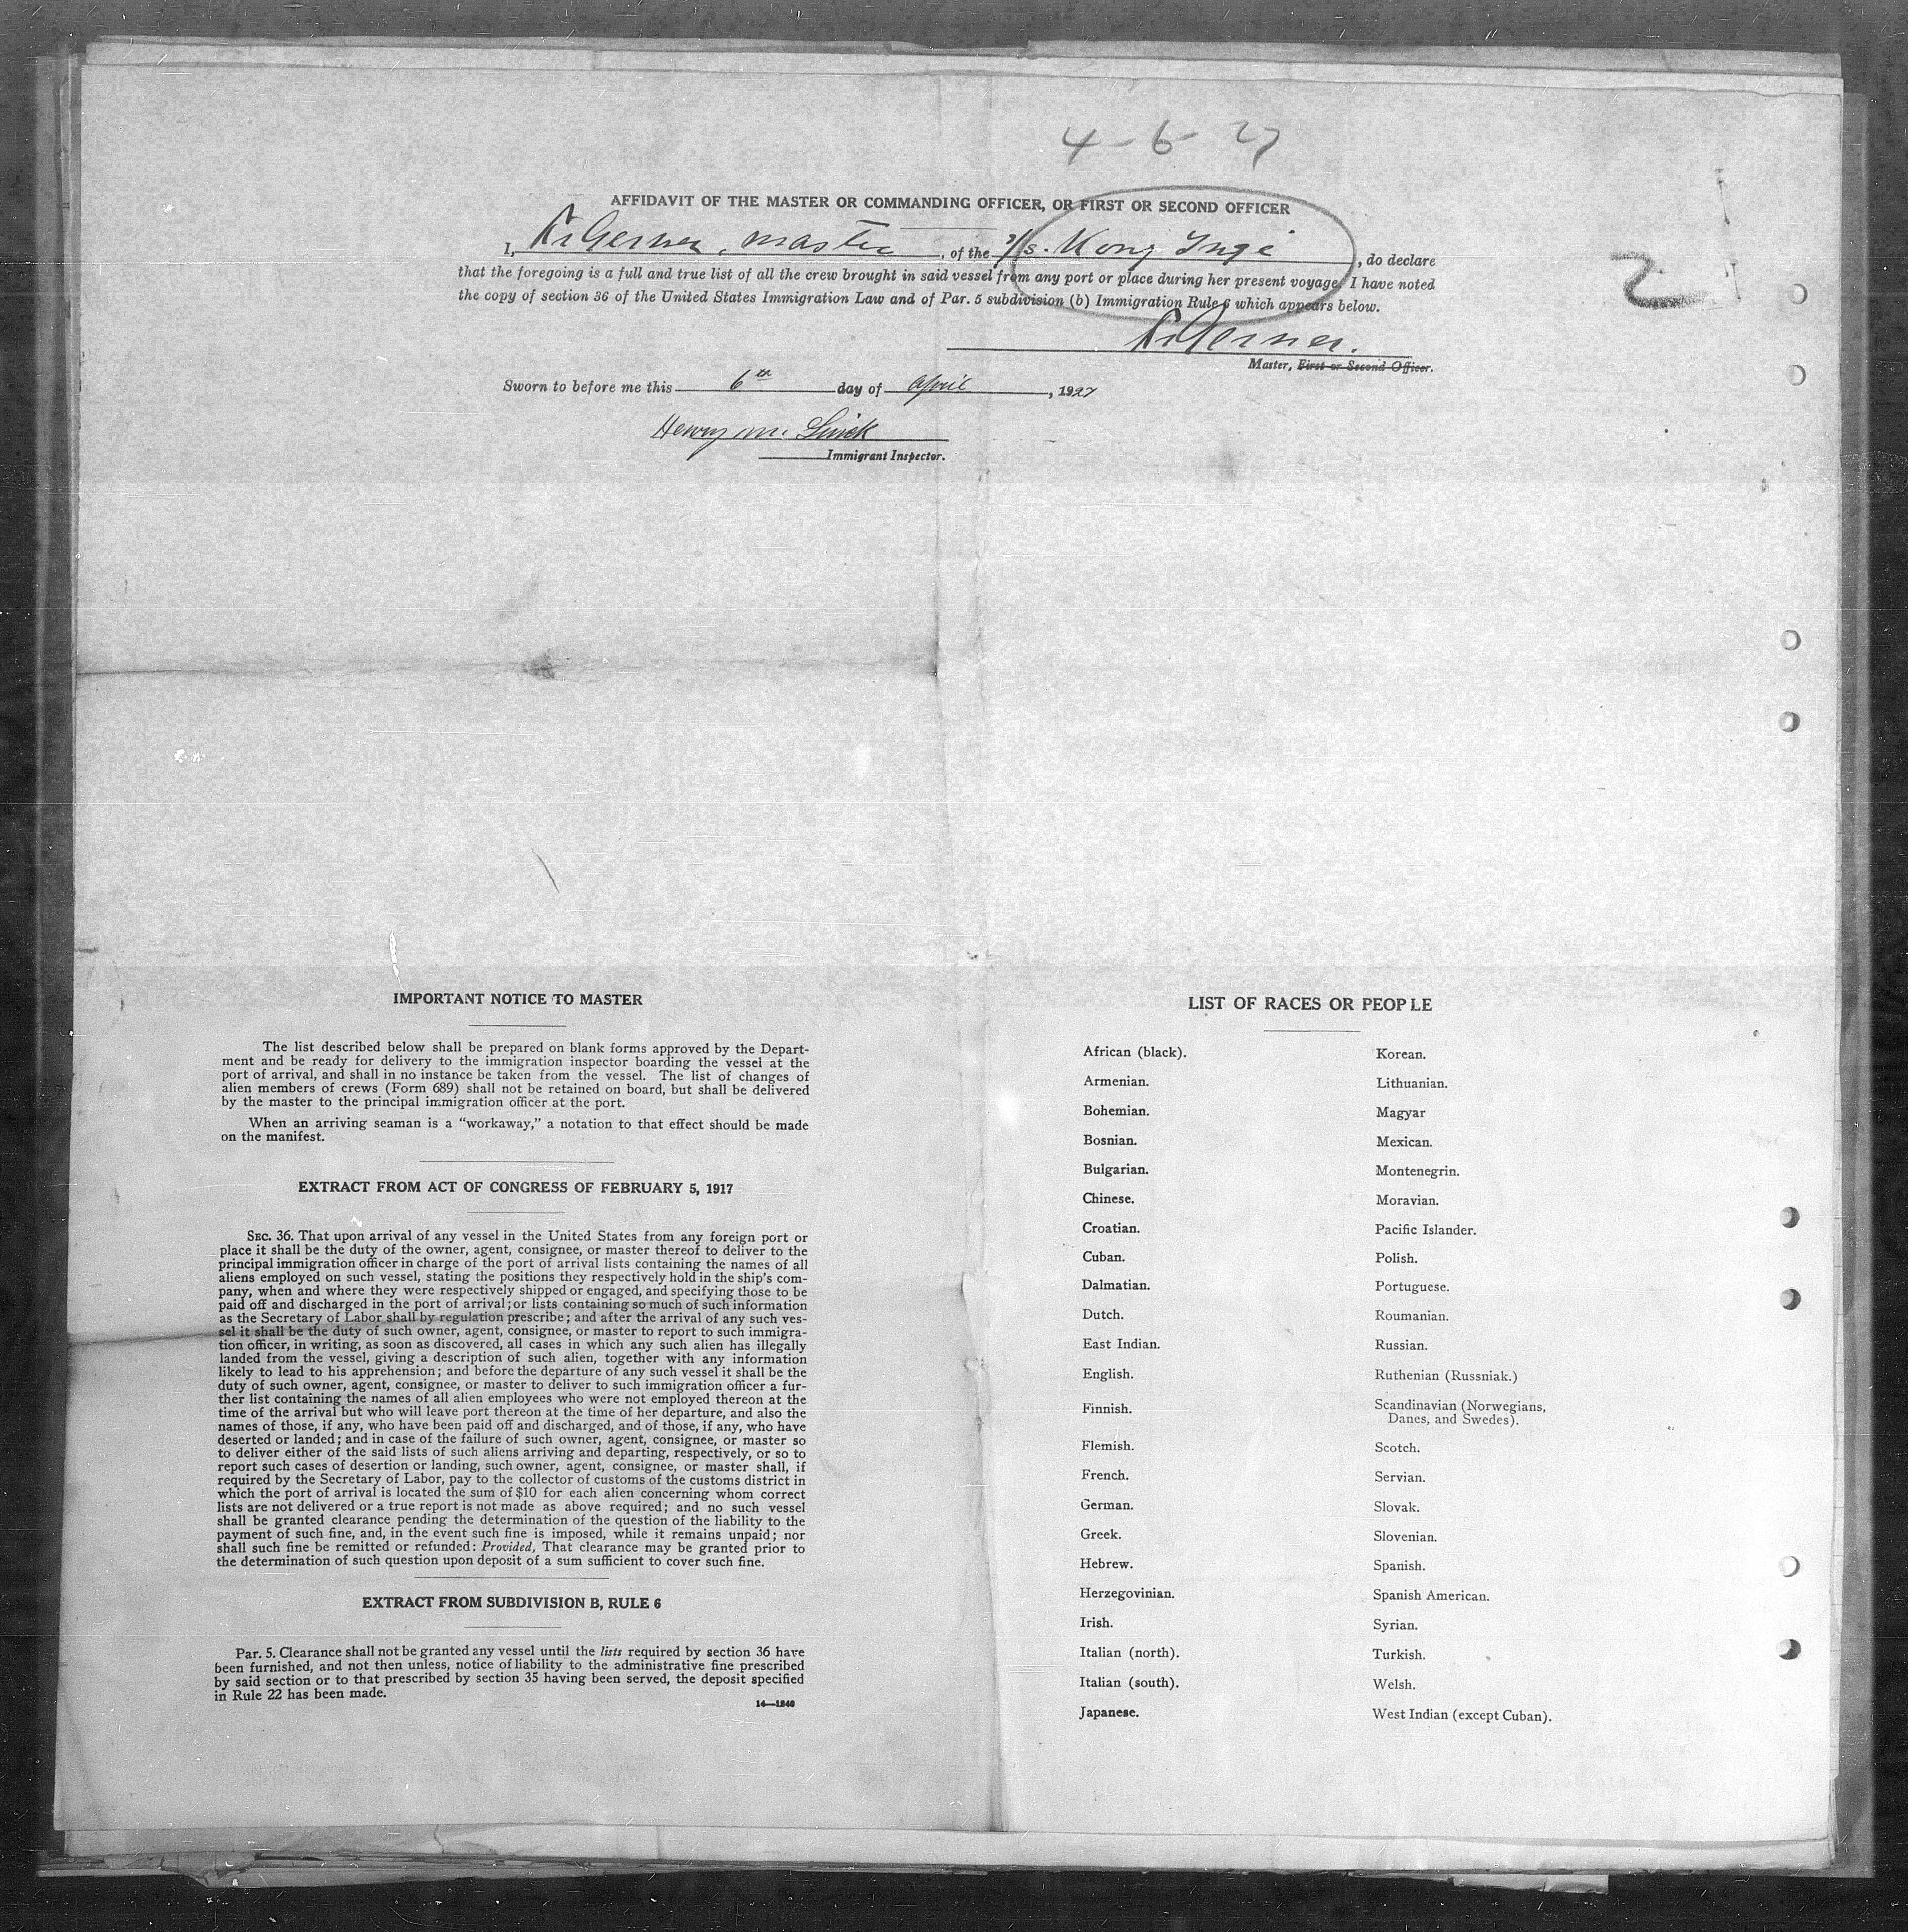 4-6-27
AFFIDAVIT OF THE MASTER OR COMMANDING OFFICER, OR FIRST OR SECOND OFFICER
I, Gerner, master, of the S/S. Kong Inge, do declare
that the foregoing is a full and true list of all the crew brought in said vessel from any port or place during her present voyage. I have noted
the copy of section 36 of the United States Immigration Law and of Par. 5 subdivision (b) Immigration Rule 6 which appears below.
Gerner.
Master, First or Second Officer.
Sworn to before me this 6th day of April, 1927
Henry M.
Immigrant Inspector.
2
IMPORTANT NOTICE TO MASTER
The list described below shall be prepared on blank forms approved by the Depart-
ment and be ready for delivery to the immigration inspector boarding the vessel at the
port of arrival, and shall in no instance be taken from the vessel. The list of changes of
alien members of crews (Form 689) shall not be retained on board, but shall be delivered
by the master to the principal immigration officer at the port.
When an arriving seaman is a “workaway,” a notation to that effect should be made
on the manifest.
EXTRACT FROM ACT OF CONGRESS OF FEBRUARY 5, 1917
SEC. 36. That upon arrival of any vessel in the United States from any foreign port or
place it shall be the duty of the owner, agent, consignee, or master thereof to deliver to the
principal immigration officer in charge of the port of arrival lists containing the names of all
aliens employed on such vessel, stating the positions they respectively hold in the ship's com-
pany, when and where they were respectively shipped or engaged, and specifying those to be
paid off and discharged in the port of arrival; or lists containing so much of such information
as the Secretary of Labor shall by regulation prescribe; and after the arrival of any such ves-
sel it shall be the duty of such owner, agent, consignee, or master to report to such immigra-
tion officer, in writing, as soon as discovered, all cases in which any such alien has illegally
landed from the vessel, giving a description of such alien, together with any information
likely to lead to his apprehension; and before the departure of any such vessel it shall be the
duty of such owner, agent, consignee, or master to deliver to such immigration officer a fur-
ther list containing the names of all alien employees who were not employed thereon at the
time of the arrival but who will leave port thereon at the time of her departure, and also the
names of those, if any, who have been paid off and discharged, and of those, if any, who have
deserted or landed; and in case of the failure of such owner, agent, consignee, or master so
to deliver either of the said lists of such aliens arriving and departing, respectively, or so to
report such cases of desertion or landing, such owner, agent, consignee, or master shall, if
required by the Secretary of Labor, pay to the collector of customs of the customs district in
which the port of arrival is located the sum of $10 for each alien concerning whom correct
lists are not delivered or a true report is not made as above required; and no such vessel
shall be granted clearance pending the determination of the question of the liability to the
payment of such fine, and, in the event such fine is imposed, while it remains unpaid; nor
shall such fine be remitted or refunded: Provided, That clearance may be granted prior to
the determination of such question upon deposit of a sum sufficient to cover such fine.
EXTRACT FROM SUBDIVISION B, RULE 6
Par. 5. Clearance shall not be granted any vessel until the lists required by section 36 have
been furnished, and not then unless, notice of liability to the administrative fine prescribed
by said section or to that prescribed by section 35 having been served, the deposit specified
in Rule 22 has been made.
14—1240
LIST OF RACES OR PEOPLE
African (black).
Armenian.
Bohemian.
Bosnian.
Bulgarian.
Chinese.
Croatian.
Cuban.
Dalmatian.
Dutch.
East Indian.
English.
Finnish.
Flemish.
French.
German.
Greek.
Hebrew.
Herzegovinian.
Irish.
Italian (north).
Italian (south).
Japanese.
Korean.
Lithuanian.
Magyar
Mexican.
Montenegrin.
Moravian.
Pacific Islander.
Polish.
Portuguese.
Roumanian.
Russian.
Ruthenian (Russniak.)
Scandinavian (Norwegians,
Danes, and Swedes).
Scotch.
Servian.
Slovak.
Slovenian.
Spanish.
Spanish American.
Syrian.
Turkish.
Welsh.
West Indian (except Cuban).